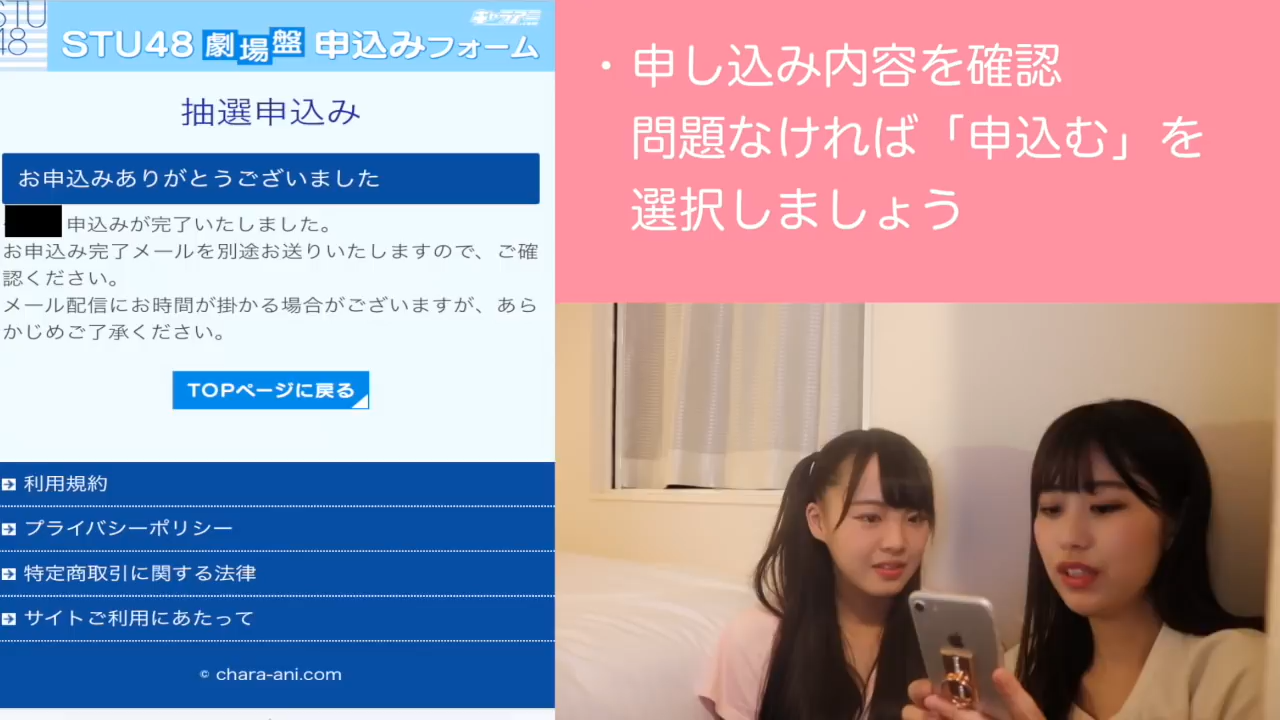 STU
48
キャラアニ
STU48 劇場盤 申込みフォーム
抽選申込み
お申込みありがとうございました
申込みが完了いたしました。
お申込み完了メールを別途お送りいたしますので、ご確
認ください。
メール配信にお時間が掛かる場合がございますが、あら
かじめご了承ください。
TOPページに戻る
利用規約
プライバシーポリシー
特定商取引に関する法律
サイトご利用にあたって
© chara-ani.com
・申し込み内容を確認
問題なければ「申込む」を
選択しましょう